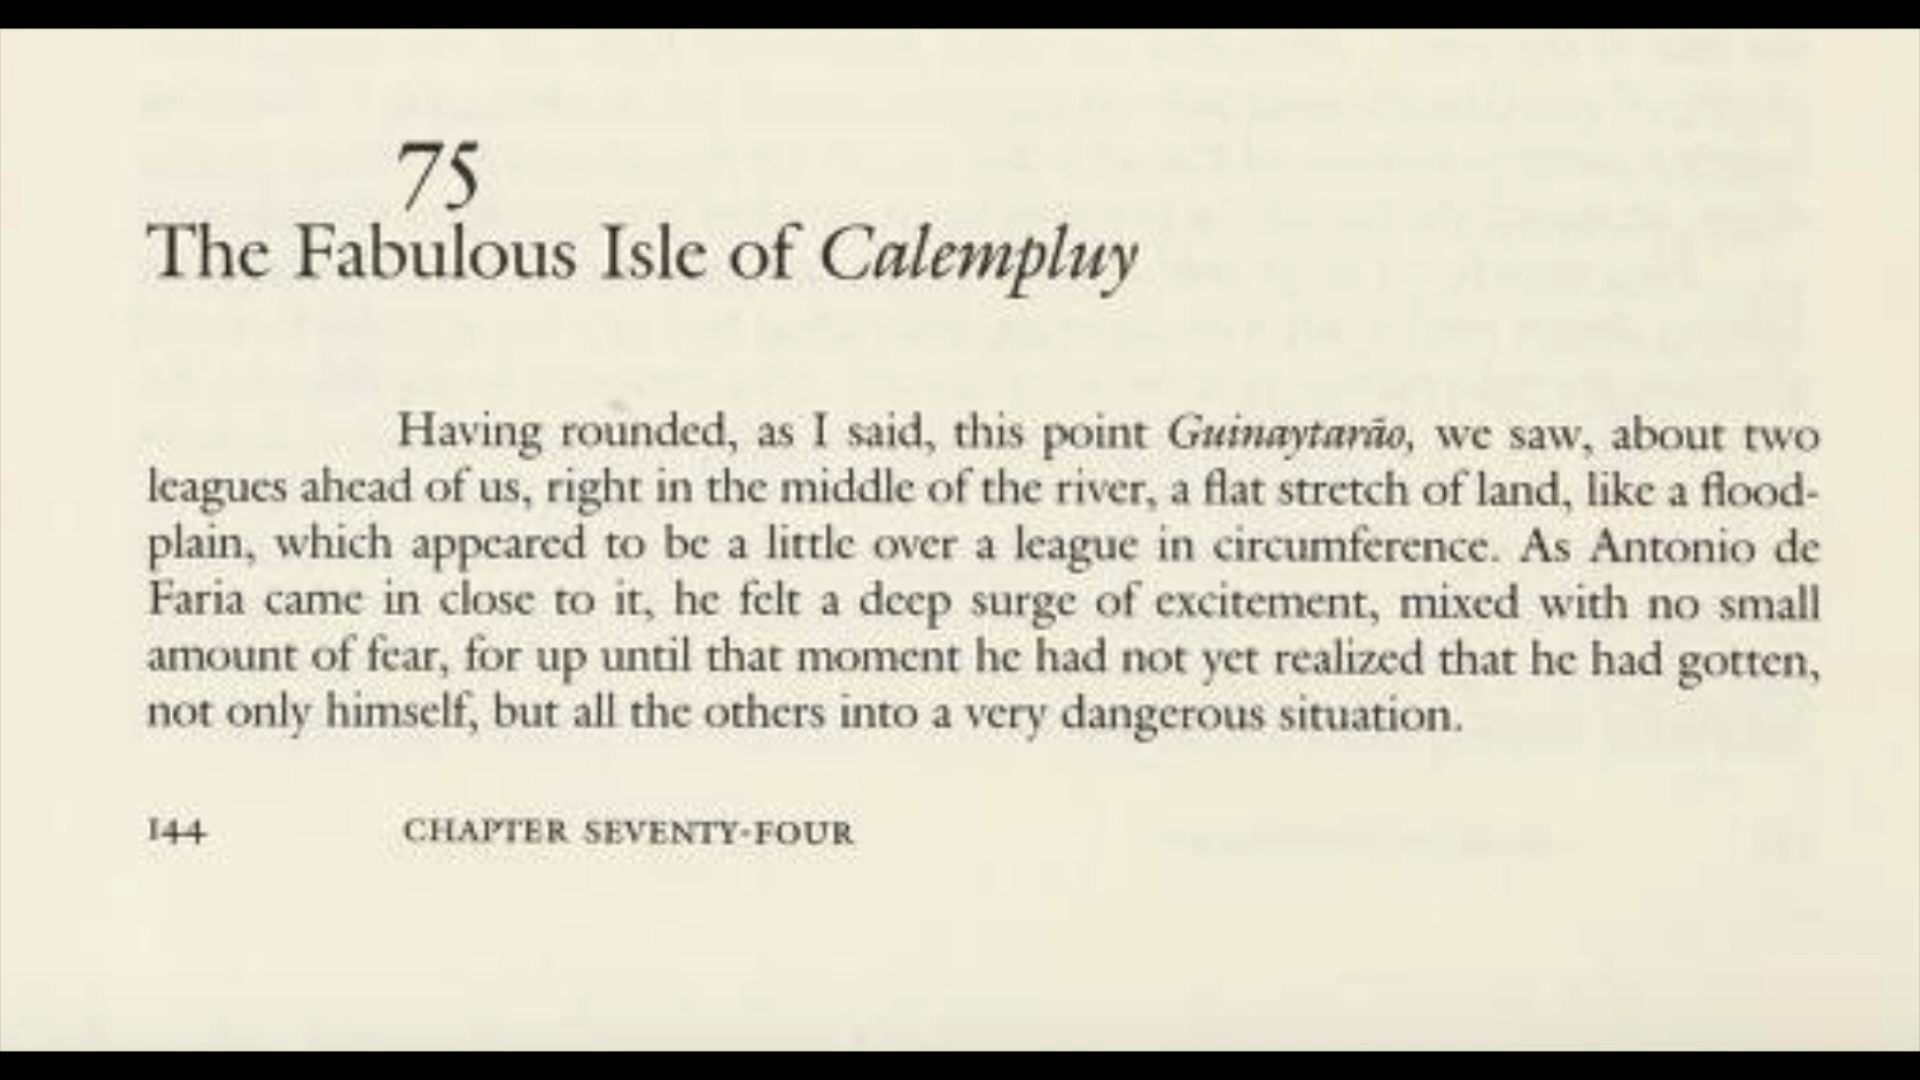 75
The Fabulous Isle of Calempluy
Having rounded, as I said, this point Guinaytarão, we saw, about two
leagues ahead of us, right in the middle of the river, a flat stretch of land, like a flood-
plain, which appeared to be a little over a league in circumference. As Antonio de
Faria came in close to it, he felt a deep surge of excitement, mixed with no small
amount of fear, for up until that moment he had not yet realized that he had gotten,
not only himself, but all the others into a very dangerous situation.
144 CHAPTER SEVENTY-FOUR